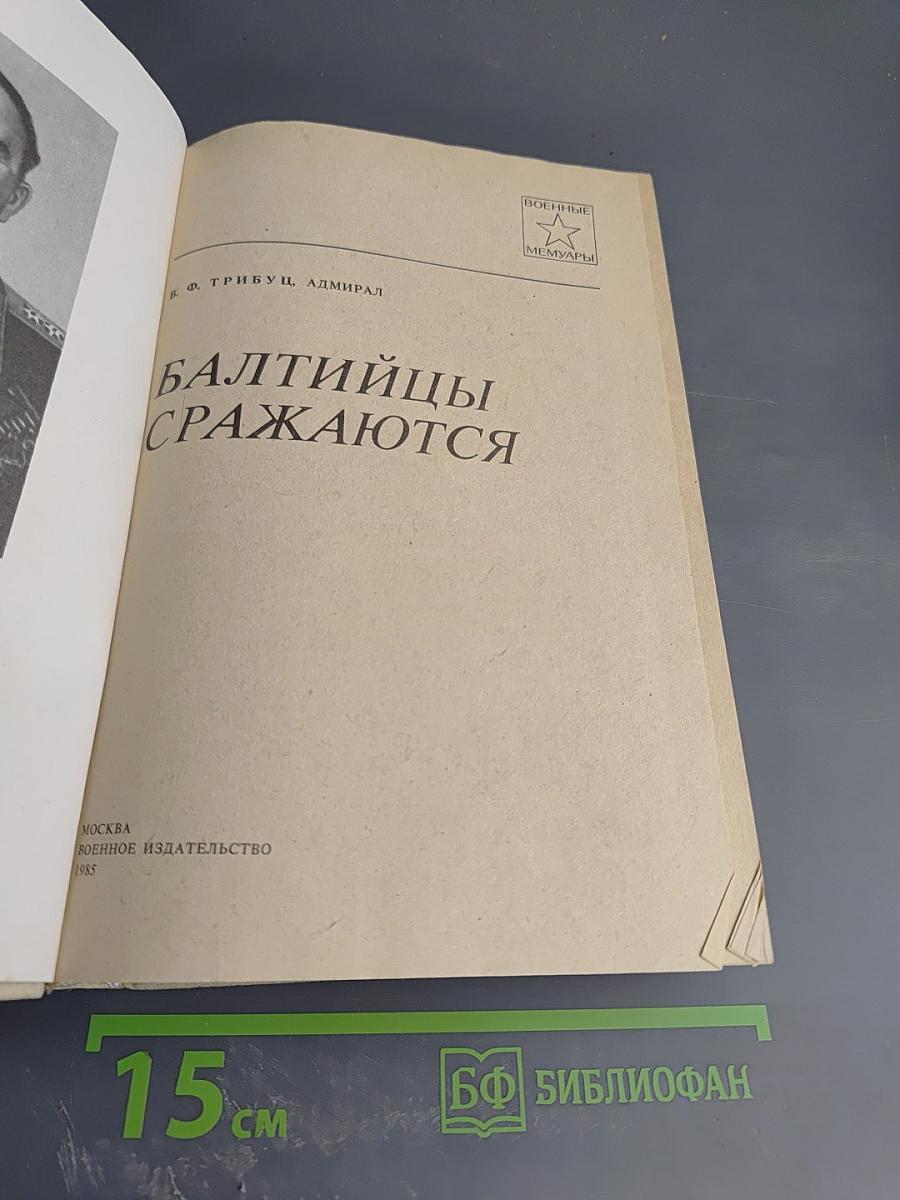 ВОЕННЫЕ
МЕМУАРЫ
В. Ф. ТРИБУЦ, АДМИРАЛ
БАЛТИЙЦЫ
СРАЖАЮТСЯ
МОСКВА
ВОЕННОЕ ИЗДАТЕЛЬСТВО
1985
15 см
БФ БИБЛИОФАН